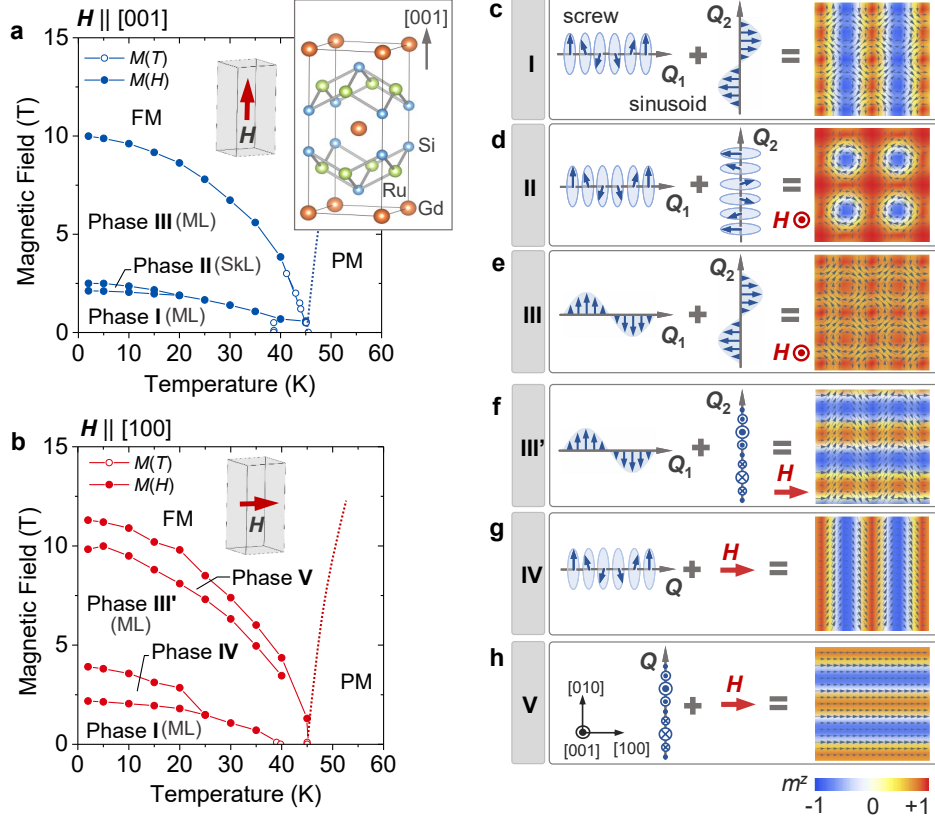 H || [001]
a
15
10
5
0
Magnetic Field (T)
M(T)
M(H)
FM
H
Phase III (ML)
Phase II (SkL)
Phase I (ML)
PM
0 10 20 30 40 50 60
Temperature (K)
[001]
Si
Ru
Gd
H || [100]
b
15
10
5
0
Magnetic Field (T)
M(T)
M(H)
FM
H
Phase V
Phase III'
(ML)
Phase IV
Phase I (ML)
PM
0 10 20 30 40 50 60
Temperature (K)
c
I
screw
Q1
+
sinusoid
Q2
=
d
II
Q1
+
Q2
H
=
e
III
Q1
+
Q2
H
=
f
III'
Q1
+
Q2
H
=
g
IV
Q
+
H
=
h
V
[010]
[001]
[100]
Q
+
H
=
mᶻ
-1 0 +1